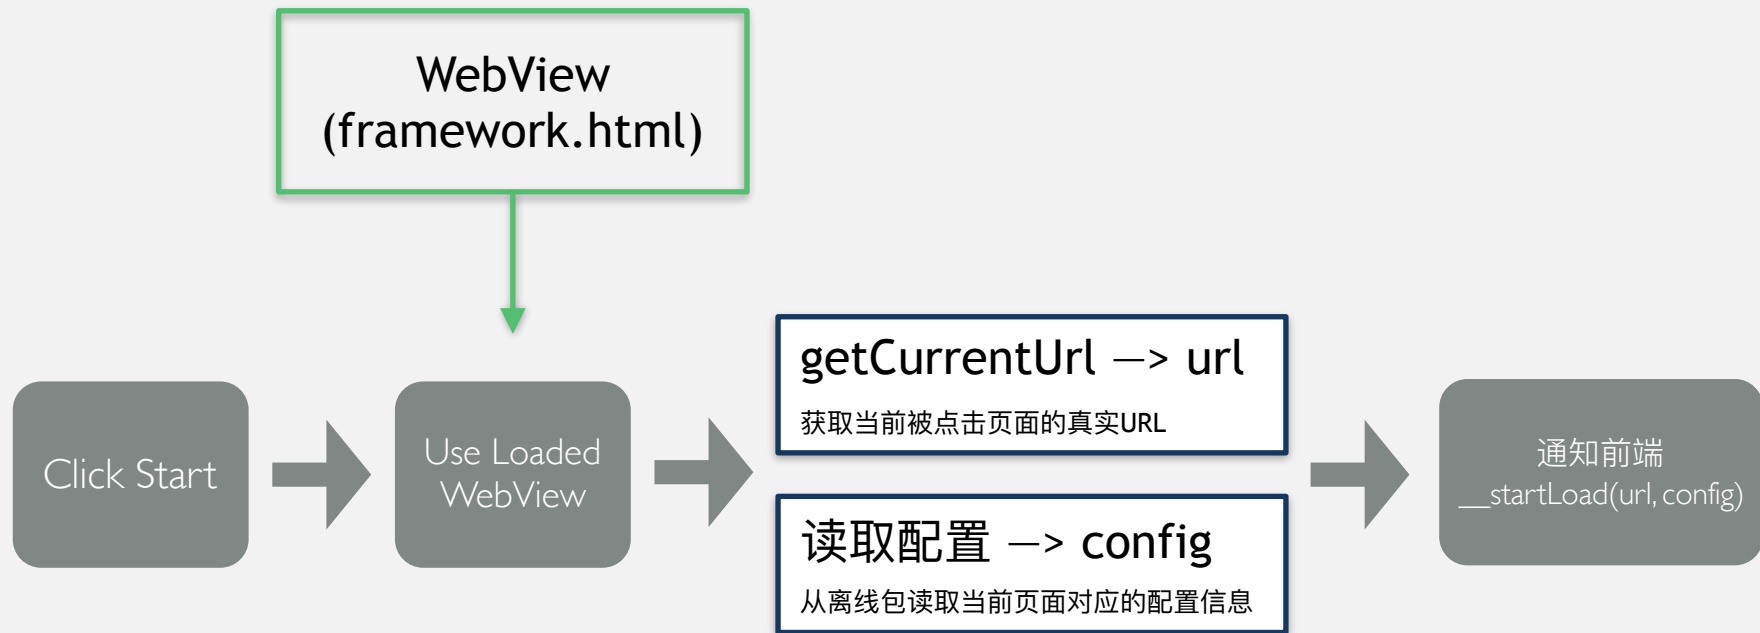 WebView
(framework.html)
Click Start
Use Loaded
WebView
getCurrentUrl —> url
获取当前被点击页面的真实URL
读取配置 —> config
从离线包读取当前页面对应的配置信息
通知前端
__startLoad(url, config)